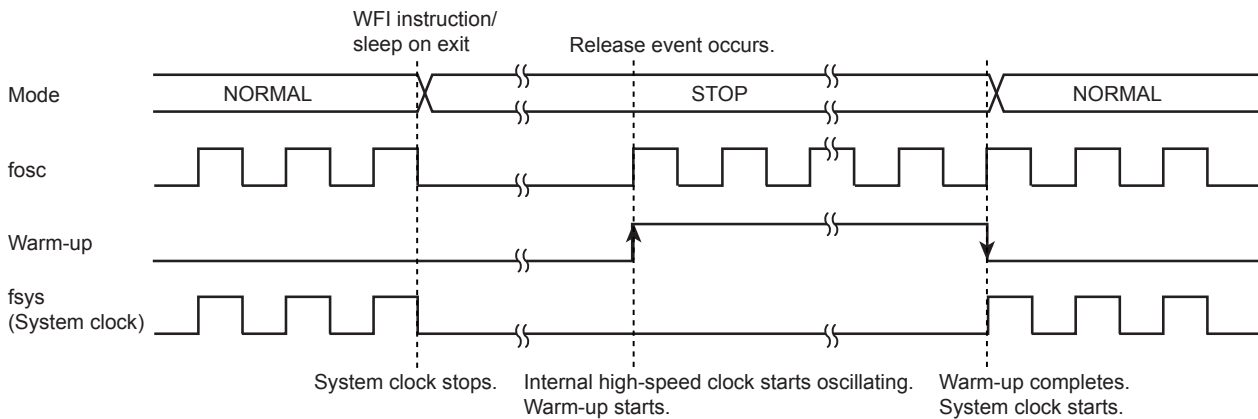 WFI instruction/
sleep on exit
Release event occurs.
Mode
NORMAL
STOP
NORMAL
fosc
Warm-up
fsys
(System clock)
System clock stops.
Internal high-speed clock starts oscillating.
Warm-up starts.
Warm-up completes.
System clock starts.